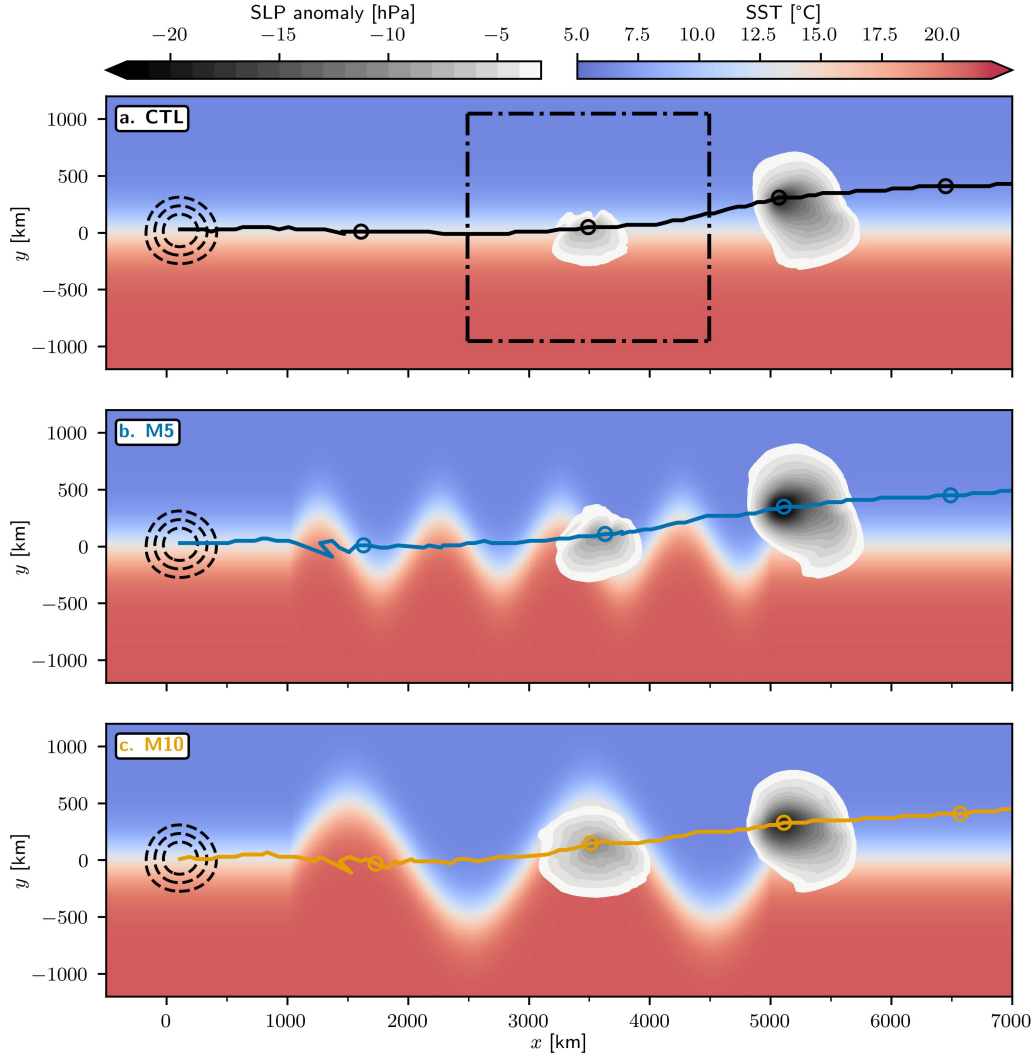 SLP anomaly [hPa] SST [°C]
−20 −15 −10 −5 5.0 7.5 10.0 12.5 15.0 17.5 20.0
a. CTL
1000
500
0
−500
−1000
y [km]
b. M5
1000
500
0
−500
−1000
y [km]
c. M10
1000
500
0
−500
−1000
y [km]
0 1000 2000 3000 4000 5000 6000 7000
x [km]